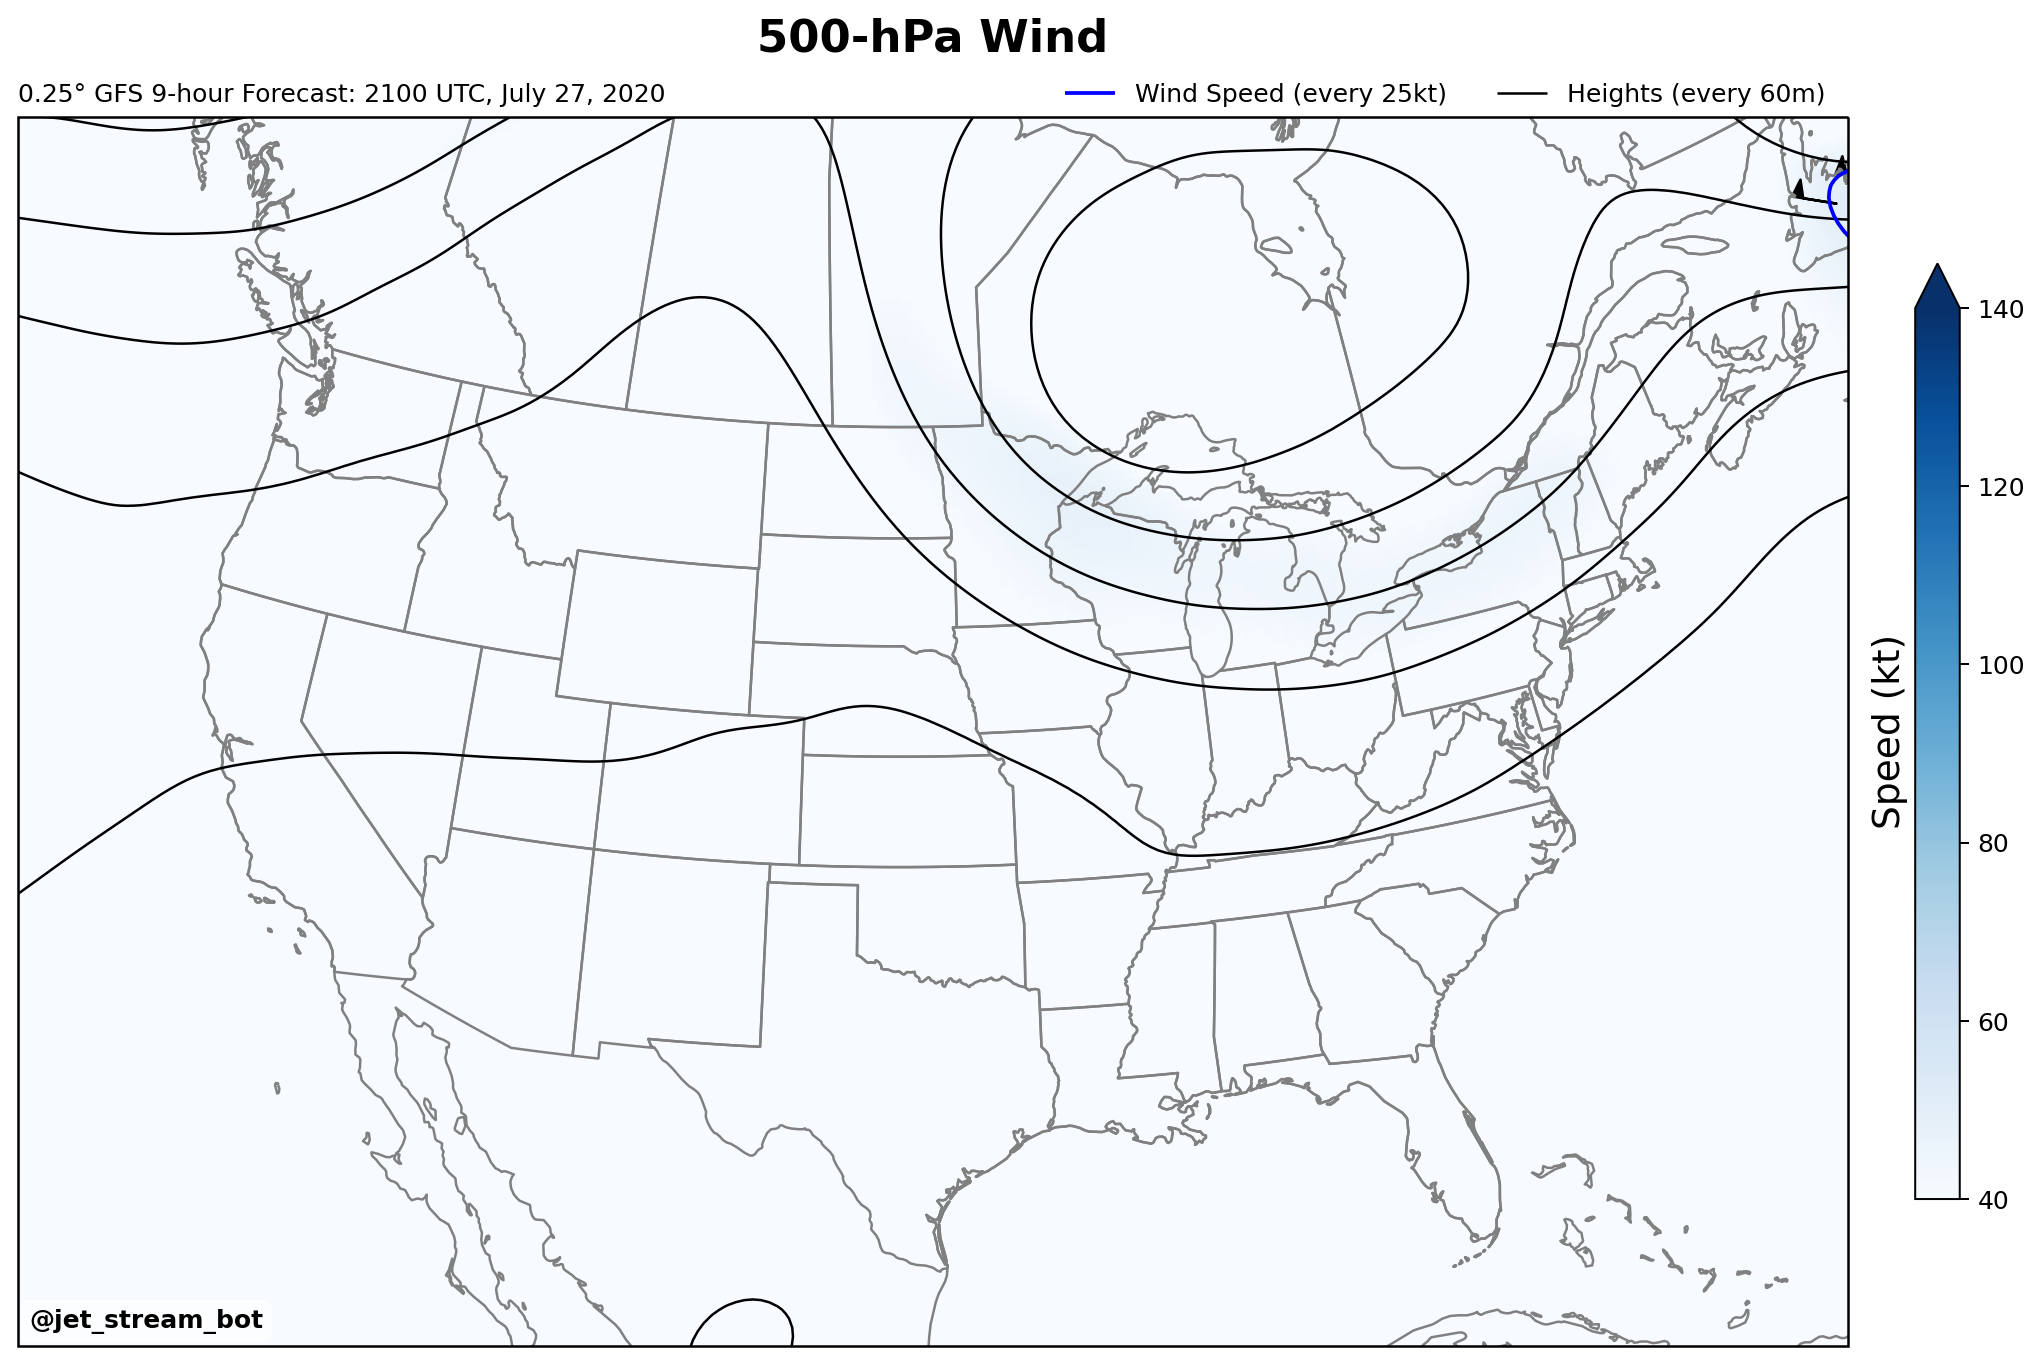 500-hPa Wind
0.25° GFS 9-hour Forecast: 2100 UTC, July 27, 2020
Wind Speed (every 25kt)
Heights (every 60m)
140
120
100
80
60
40
Speed (kt)
@jet_stream_bot